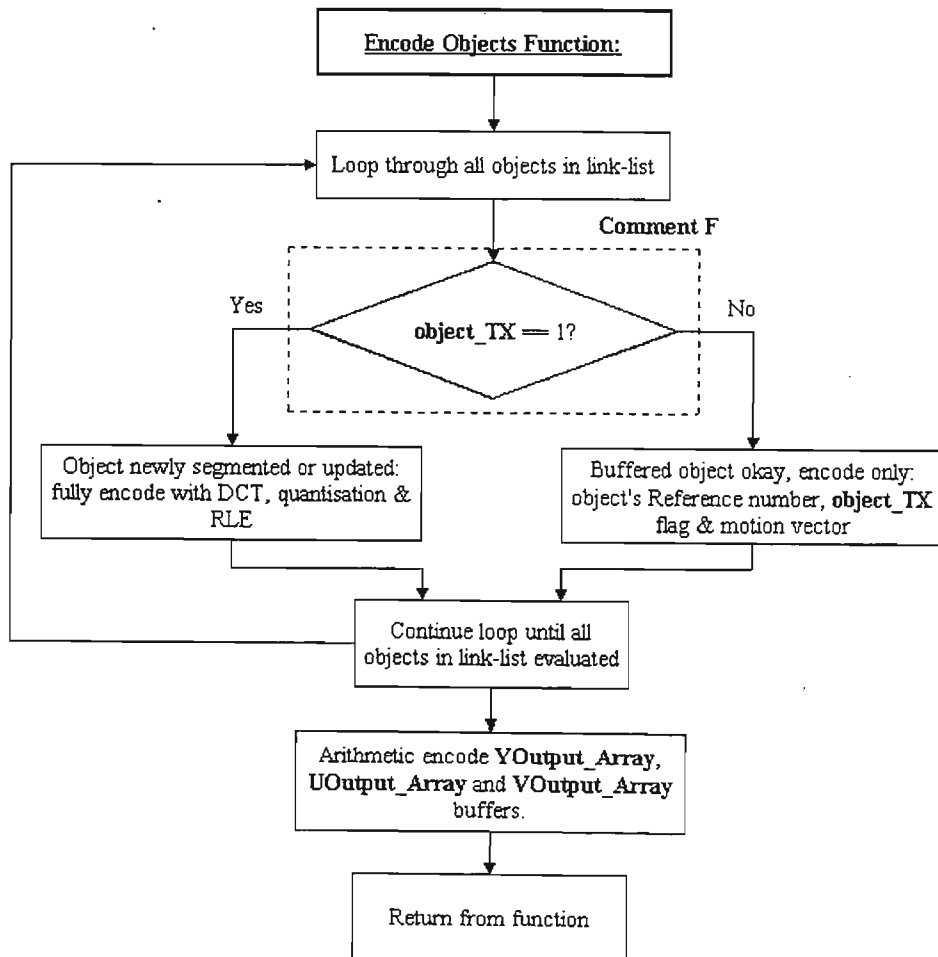 Encode Objects Function:
Loop through all objects in link-list
Comment F
Yes
No
object_TX == 1?
Object newly segmented or updated:
fully encode with DCT, quantisation &
RLE
Buffered object okay, encode only:
object's Reference number, object_TX
flag & motion vector
Continue loop until all
objects in link-list evaluated
Arithmetic encode YOutput_Array,
UOutput_Array and VOutput_Array
buffers.
Return from function